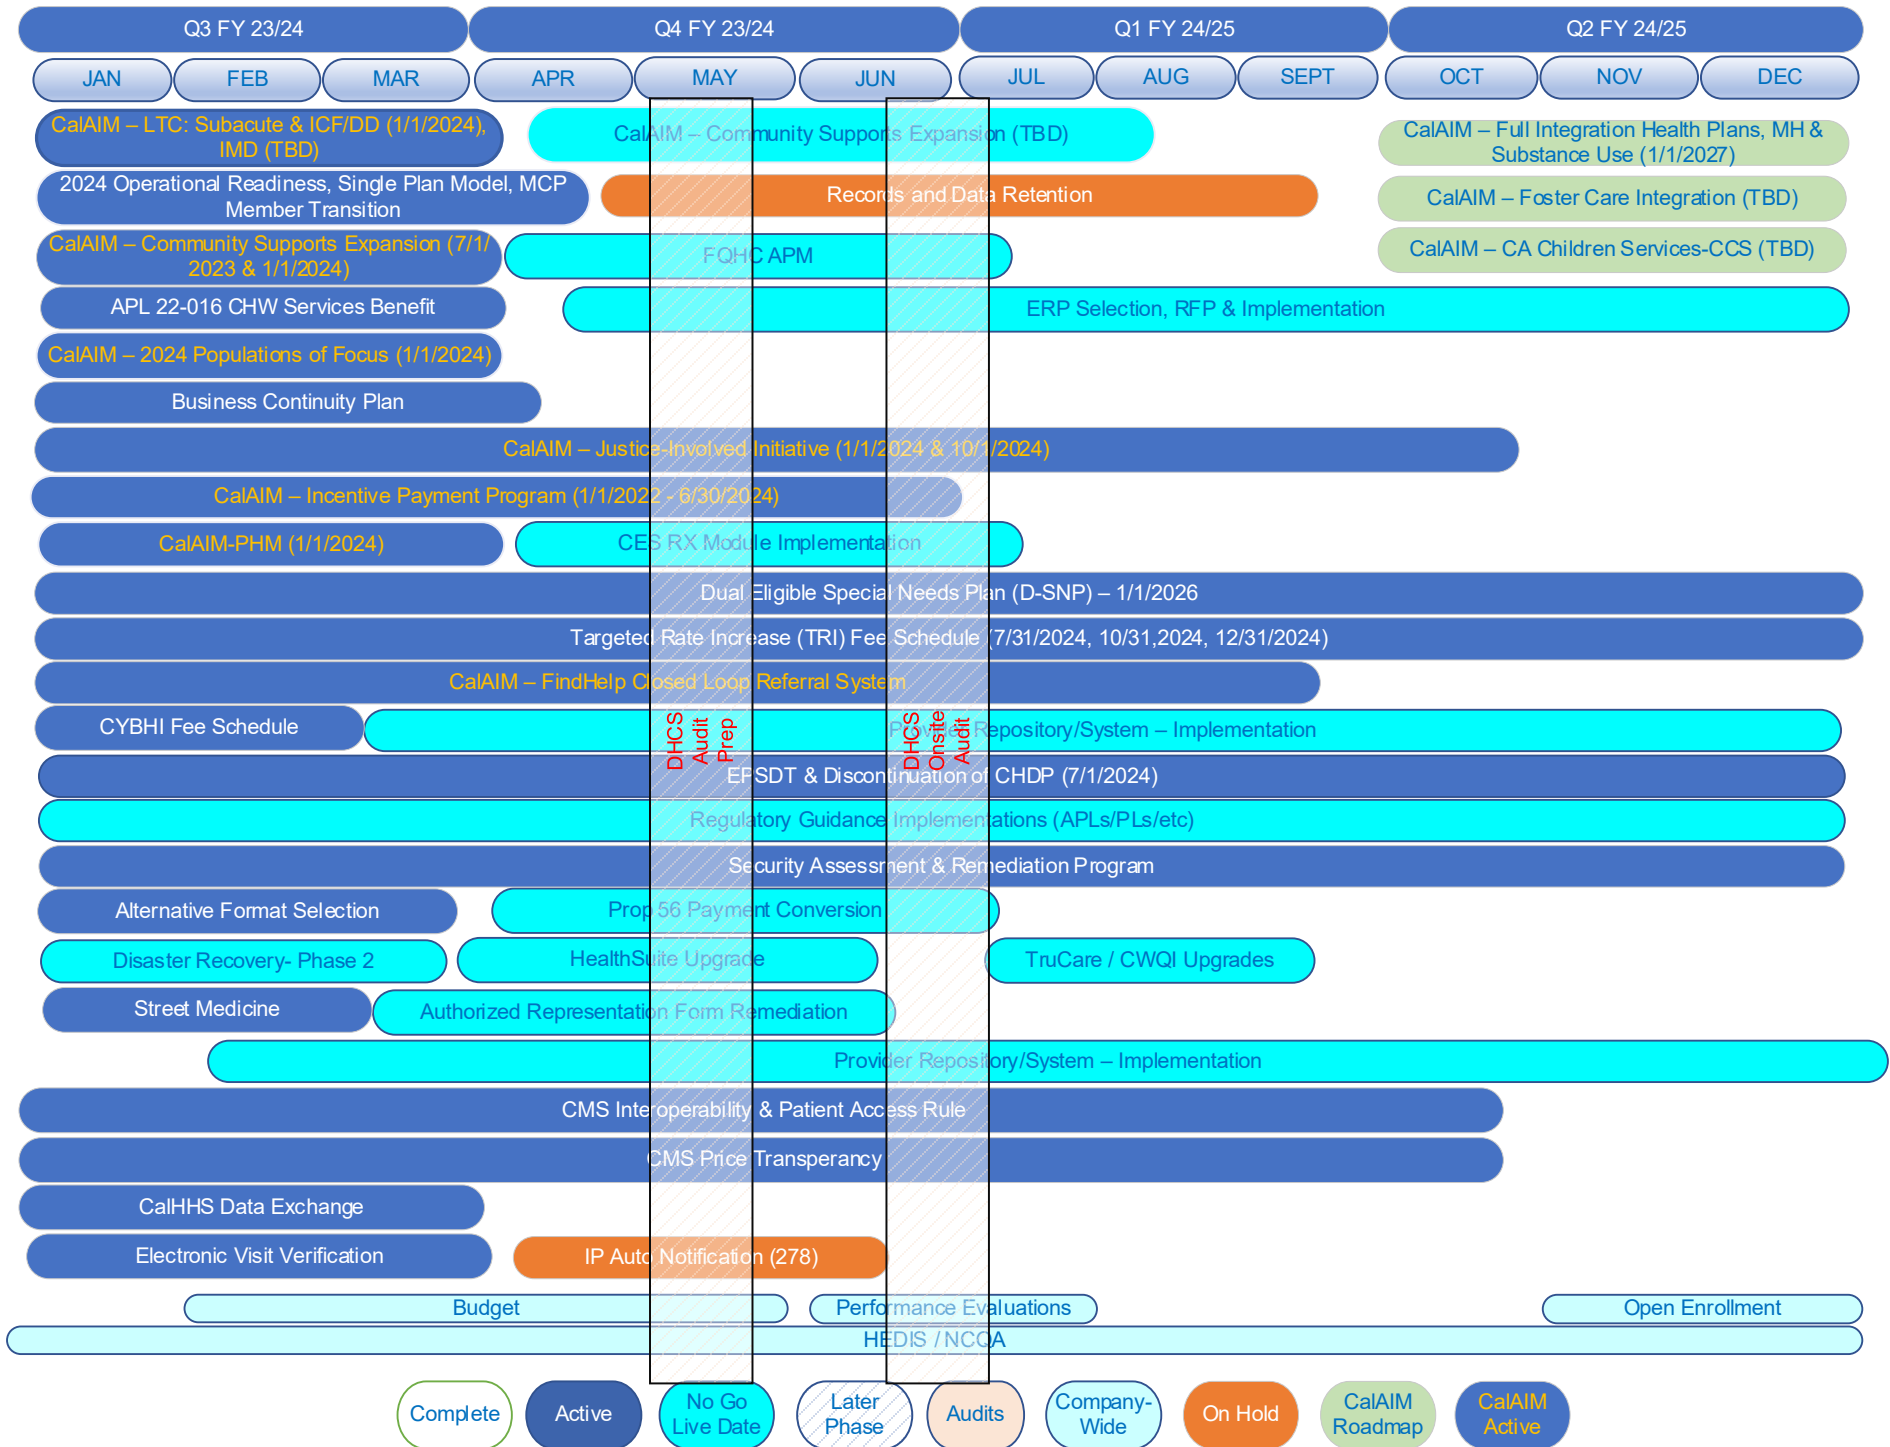 Q3 FY 23/24
Q4 FY 23/24
Q1 FY 24/25
Q2 FY 24/25
JAN
FEB
MAR
APR
MAY
JUN
JUL
AUG
SEPT
OCT
NOV
DEC
CalAIM – LTC: Subacute & ICF/DD (1/1/2024),
IMD (TBD)
CalAIM – Community Supports Expansion (TBD)
CalAIM – Full Integration Health Plans, MH &
Substance Use (1/1/2027)
2024 Operational Readiness, Single Plan Model, MCP
Member Transition
Records and Data Retention
CalAIM – Foster Care Integration (TBD)
CalAIM – Community Supports Expansion (7/1/
2023 & 1/1/2024)
FQHC APM
CalAIM – CA Children Services-CCS (TBD)
APL 22-016 CHW Services Benefit
ERP Selection, RFP & Implementation
CalAIM – 2024 Populations of Focus (1/1/2024)
Business Continuity Plan
CalAIM – Justice-Involved Initiative (1/1/2024 & 10/1/2024)
CalAIM – Incentive Payment Program (1/1/2022 - 6/30/2024)
CalAIM-PHM (1/1/2024)
CES RX Module Implementation
Dual Eligible Special Needs Plan (D-SNP) – 1/1/2026
Targeted Rate Increase (TRI) Fee Schedule (7/31/2024, 10/31,2024, 12/31/2024)
CalAIM – FindHelp Closed Loop Referral System
CYBHI Fee Schedule
Provider Repository/System – Implementation
DHCS
Audit
Prep
DHCS
Onsite
Audit
EPSDT & Discontinuation of CHDP (7/1/2024)
Regulatory Guidance Implementations (APLs/PLs/etc)
Security Assessment & Remediation Program
Alternative Format Selection
Prop 56 Payment Conversion
Disaster Recovery- Phase 2
HealthSuite Upgrade
TruCare / CWQI Upgrades
Street Medicine
Authorized Representation Form Remediation
Provider Repository/System – Implementation
CMS Interoperability & Patient Access Rule
CMS Price Transperancy
CalHHS Data Exchange
Electronic Visit Verification
IP Auto Notification (278)
Budget
Performance Evaluations
Open Enrollment
HEDIS / NCQA
Complete
Active
No Go
Live Date
Later
Phase
Audits
Company-
Wide
On Hold
CalAIM
Roadmap
CalAIM
Active